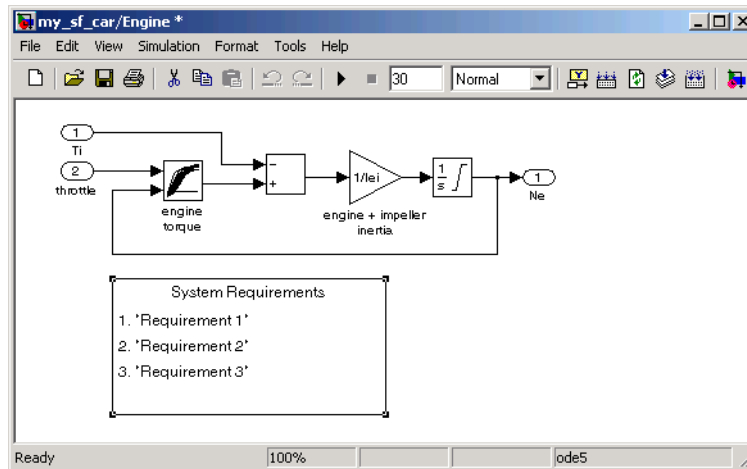 my_sf_car/Engine *
File Edit View Simulation Format Tools Help
30 Normal
1
Ti
2
throttle
engine
torque
−
+
1/Iei
engine + impeller
inertia
1
s
1
Ne
System Requirements
1. "Requirement 1"
2. "Requirement 2"
3. "Requirement 3"
Ready 100% ode5